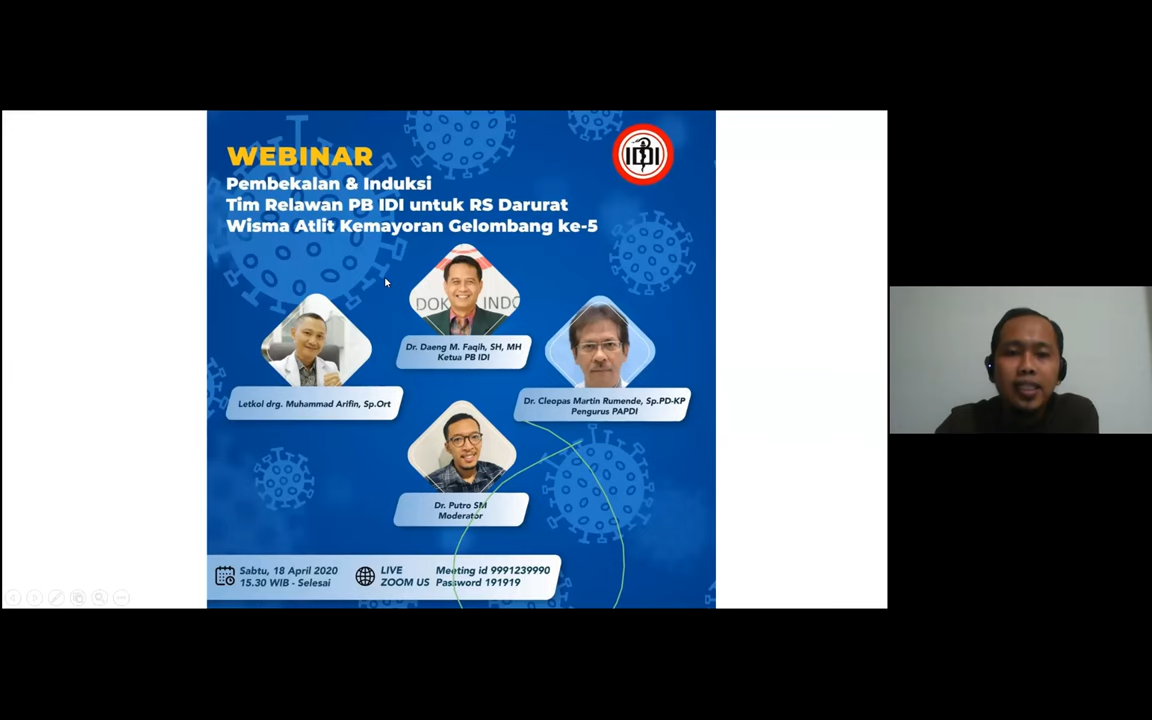 WEBINAR
IDI
Pembekalan & Induksi
Tim Relawan PB IDI untuk RS Darurat
Wisma Atlit Kemayoran Gelombang ke-5
DOK INDO
Dr. Daeng M. Faqih, SH, MH
Ketua PB IDI
Letkol drg. Muhammad Arifin, Sp.Ort
Dr. Cleopas Martin Rumende, Sp.PD-KP
Pengurus PAPDI
Dr. Putro SM
Moderator
Sabtu, 18 April 2020
15.30 WIB - Selesai
LIVE
ZOOM US
Meeting id 9991239990
Password 191919